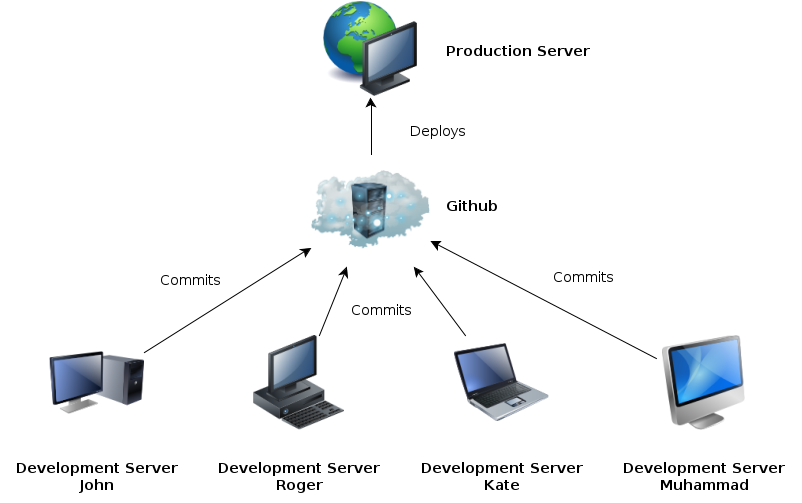 Production Server
Deploys
Github
Commits
Commits
Commits
Development Server
John
Development Server
Roger
Development Server
Kate
Development Server
Muhammad